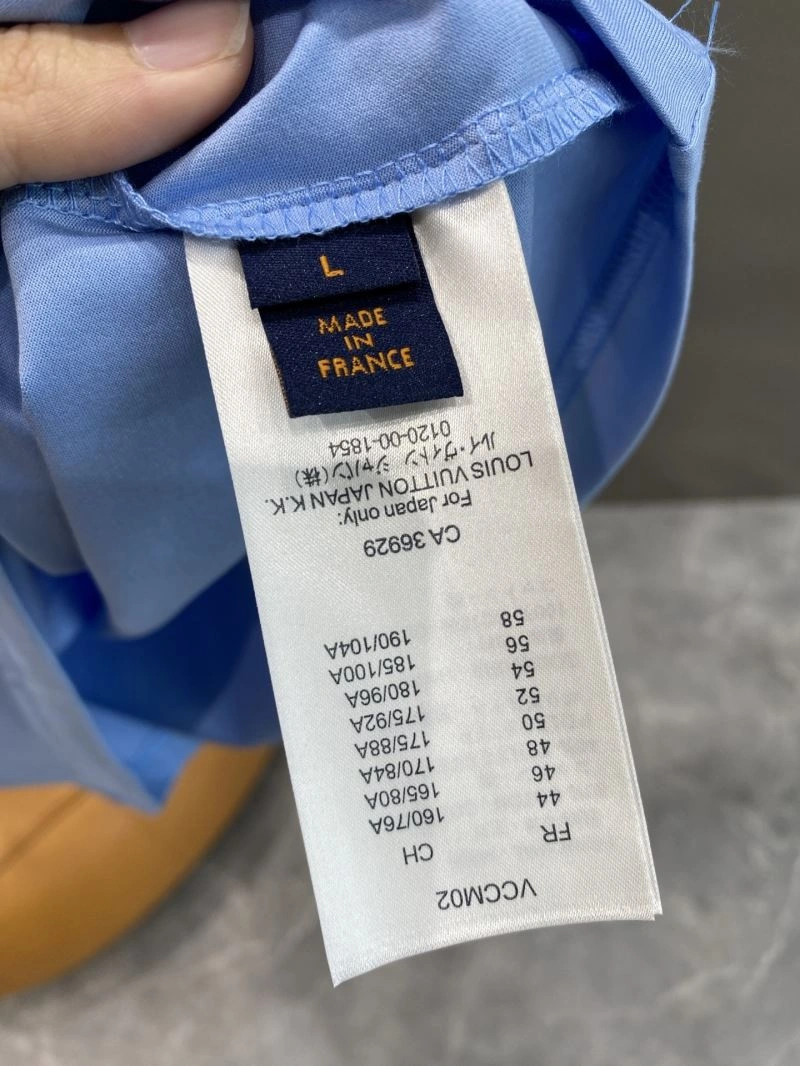 L
MADE
IN
FRANCE
VCCM02
FR CH
44 160/76A
46 165/80A
48 170/84A
50 175/88A
52 175/92A
54 180/96A
56 185/100A
58 190/104A
CA 36929
For Japan only:
LOUIS VUITTON JAPAN K.K.
ルイ・ヴィトン ジャパン(株)
0120-00-1854